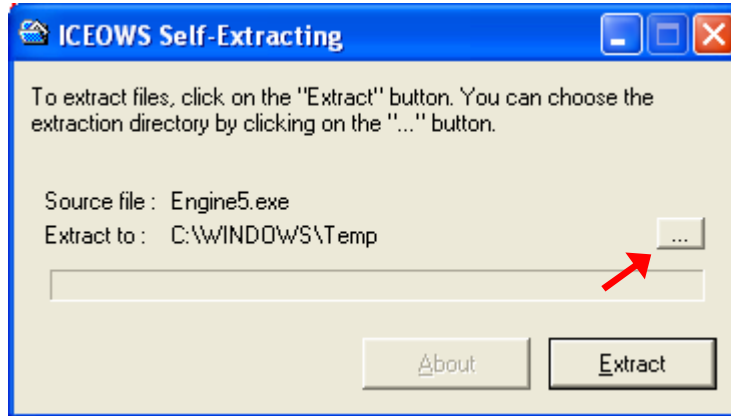 ICEOWS Self-Extracting
To extract files, click on the "Extract" button. You can choose the
extraction directory by clicking on the "..." button.
Source file : Engine5.exe
Extract to : C:\WINDOWS\Temp
...
About
Extract